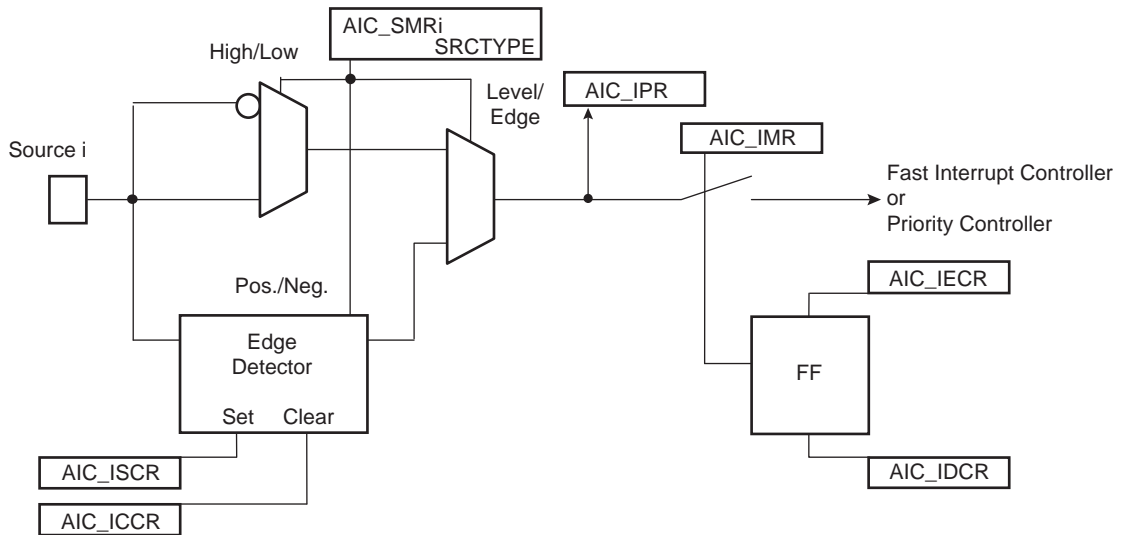 AIC_SMRi
SRCTYPE
High/Low
Level/
Edge
AIC_IPR
AIC_IMR
Source i
Fast Interrupt Controller
or
Priority Controller
Pos./Neg.
AIC_IECR
Edge
Detector
FF
Set Clear
AIC_ISCR
AIC_IDCR
AIC_ICCR